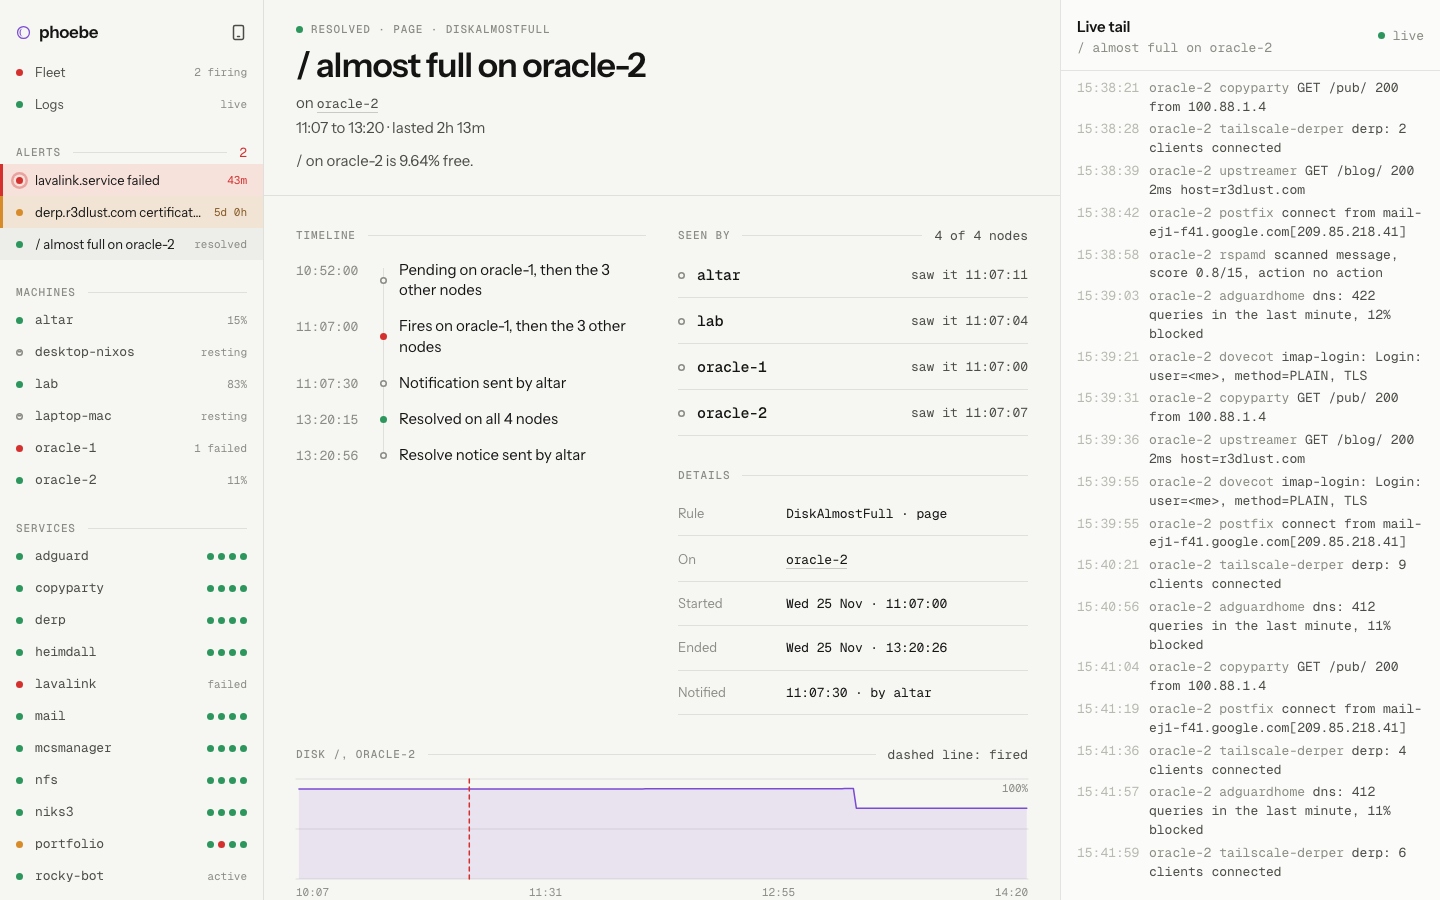 phoebe
Fleet 2 firing
Logs live
ALERTS 2
lavalink.service failed 43m
derp.r3dlust.com certificat… 5d 0h
/ almost full on oracle-2 resolved
MACHINES
altar 15%
desktop-nixos resting
lab 83%
laptop-mac resting
oracle-1 1 failed
oracle-2 11%
SERVICES
adguard
copyparty
derp
heimdall
lavalink failed
mail
mcsmanager
nfs
niks3
portfolio
rocky-bot active
RESOLVED · PAGE · DISKALMOSTFULL
/ almost full on oracle-2
on oracle-2
11:07 to 13:20 · lasted 2h 13m
/ on oracle-2 is 9.64% free.
TIMELINE
10:52:00 Pending on oracle-1, then the 3
other nodes
11:07:00 Fires on oracle-1, then the 3 other
nodes
11:07:30 Notification sent by altar
13:20:15 Resolved on all 4 nodes
13:20:56 Resolve notice sent by altar
SEEN BY 4 of 4 nodes
altar saw it 11:07:11
lab saw it 11:07:04
oracle-1 saw it 11:07:00
oracle-2 saw it 11:07:07
DETAILS
Rule DiskAlmostFull · page
On oracle-2
Started Wed 25 Nov · 11:07:00
Ended Wed 25 Nov · 13:20:26
Notified 11:07:30 · by altar
DISK /, ORACLE-2 dashed line: fired
100%
10:07 11:31 12:55 14:20
Live tail
/ almost full on oracle-2 live
15:38:21 oracle-2 copyparty GET /pub/ 200
from 100.88.1.4
15:38:28 oracle-2 tailscale-derper derp: 2
clients connected
15:38:39 oracle-2 upstreamer GET /blog/ 200
2ms host=r3dlust.com
15:38:42 oracle-2 postfix connect from mail-
ej1-f41.google.com[209.85.218.41]
15:38:58 oracle-2 rspamd scanned message,
score 0.8/15, action no action
15:39:03 oracle-2 adguardhome dns: 422
queries in the last minute, 12%
blocked
15:39:21 oracle-2 dovecot imap-login: Login:
user=<me>, method=PLAIN, TLS
15:39:31 oracle-2 copyparty GET /pub/ 200
from 100.88.1.4
15:39:36 oracle-2 upstreamer GET /blog/ 200
2ms host=r3dlust.com
15:39:55 oracle-2 dovecot imap-login: Login:
user=<me>, method=PLAIN, TLS
15:39:55 oracle-2 postfix connect from mail-
ej1-f41.google.com[209.85.218.41]
15:40:21 oracle-2 tailscale-derper derp: 9
clients connected
15:40:56 oracle-2 adguardhome dns: 412
queries in the last minute, 11%
blocked
15:41:04 oracle-2 copyparty GET /pub/ 200
from 100.88.1.4
15:41:19 oracle-2 postfix connect from mail-
ej1-f41.google.com[209.85.218.41]
15:41:36 oracle-2 tailscale-derper derp: 4
clients connected
15:41:57 oracle-2 adguardhome dns: 412
queries in the last minute, 11%
blocked
15:41:59 oracle-2 tailscale-derper derp: 6
clients connected